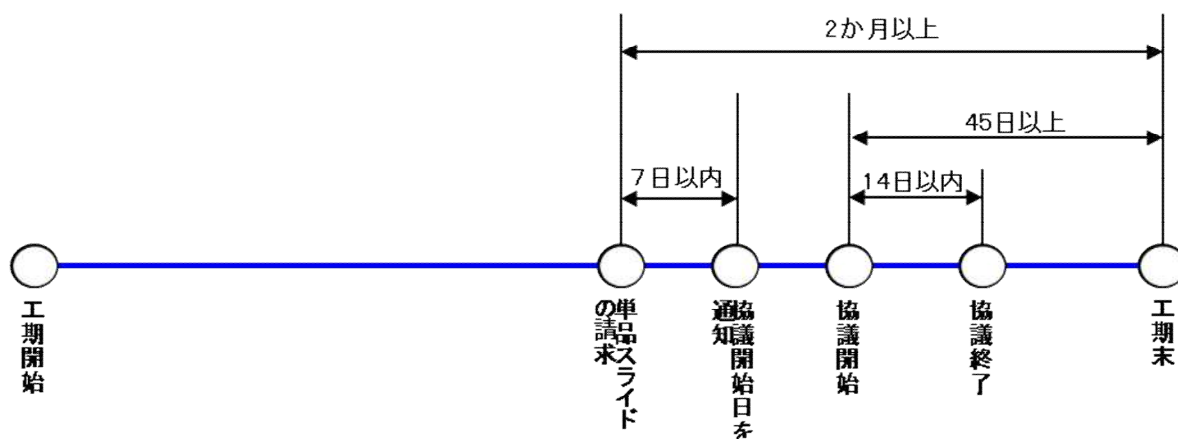 2か月以上
45日以上
7日以内
14日以内
工期開始
単品スライド
の請求
協議開始日を
通知
協議開始
協議終了
工期末